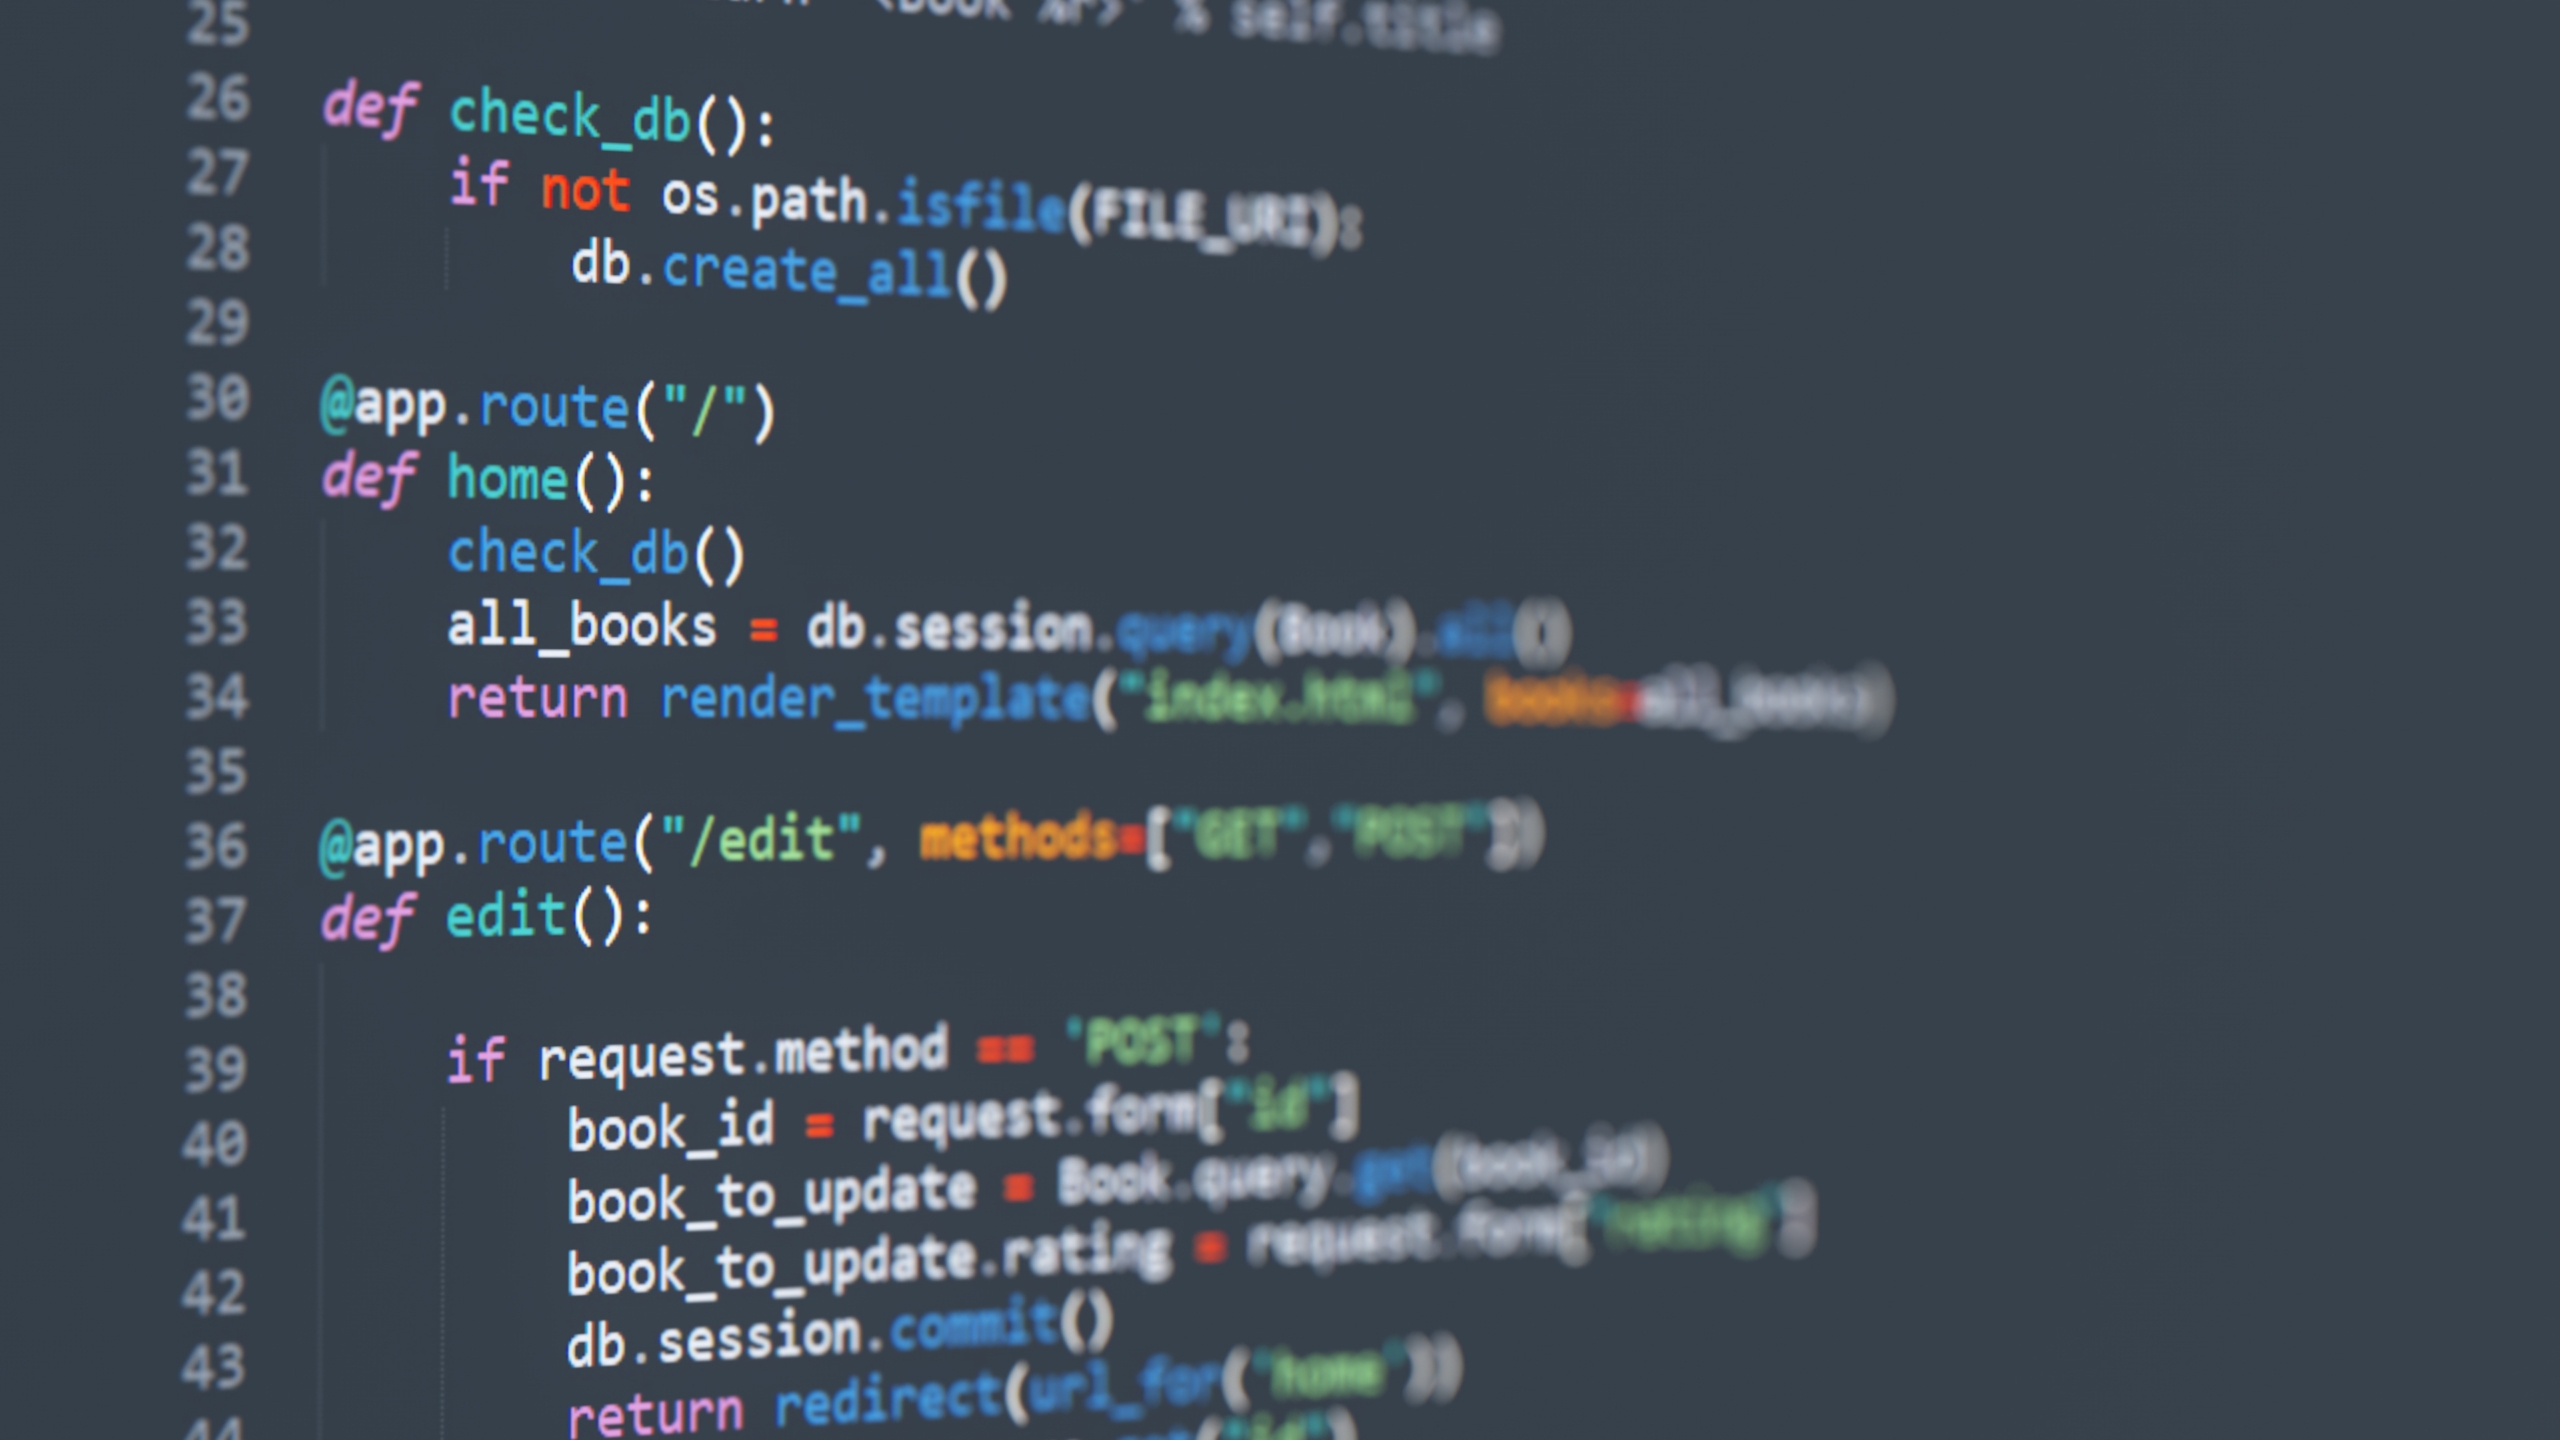 25 <Book %r>' % self.title
26 def check_db():
27 if not os.path.isfile(FILE_URI):
28 db.create_all()
29
30 @app.route("/")
31 def home():
32 check_db()
33 all_books = db.session.query(Book).all()
34 return render_template("index.html", books=all_books)
35
36 @app.route("/edit", methods=["GET","POST"])
37 def edit():
38
39 if request.method == 'POST':
40 book_id = request.form["id"]
41 book_to_update = Book.query.get(book_id)
42 book_to_update.rating = request.form["rating"]
43 db.session.commit()
44 return redirect(url_for('home'))
("id")